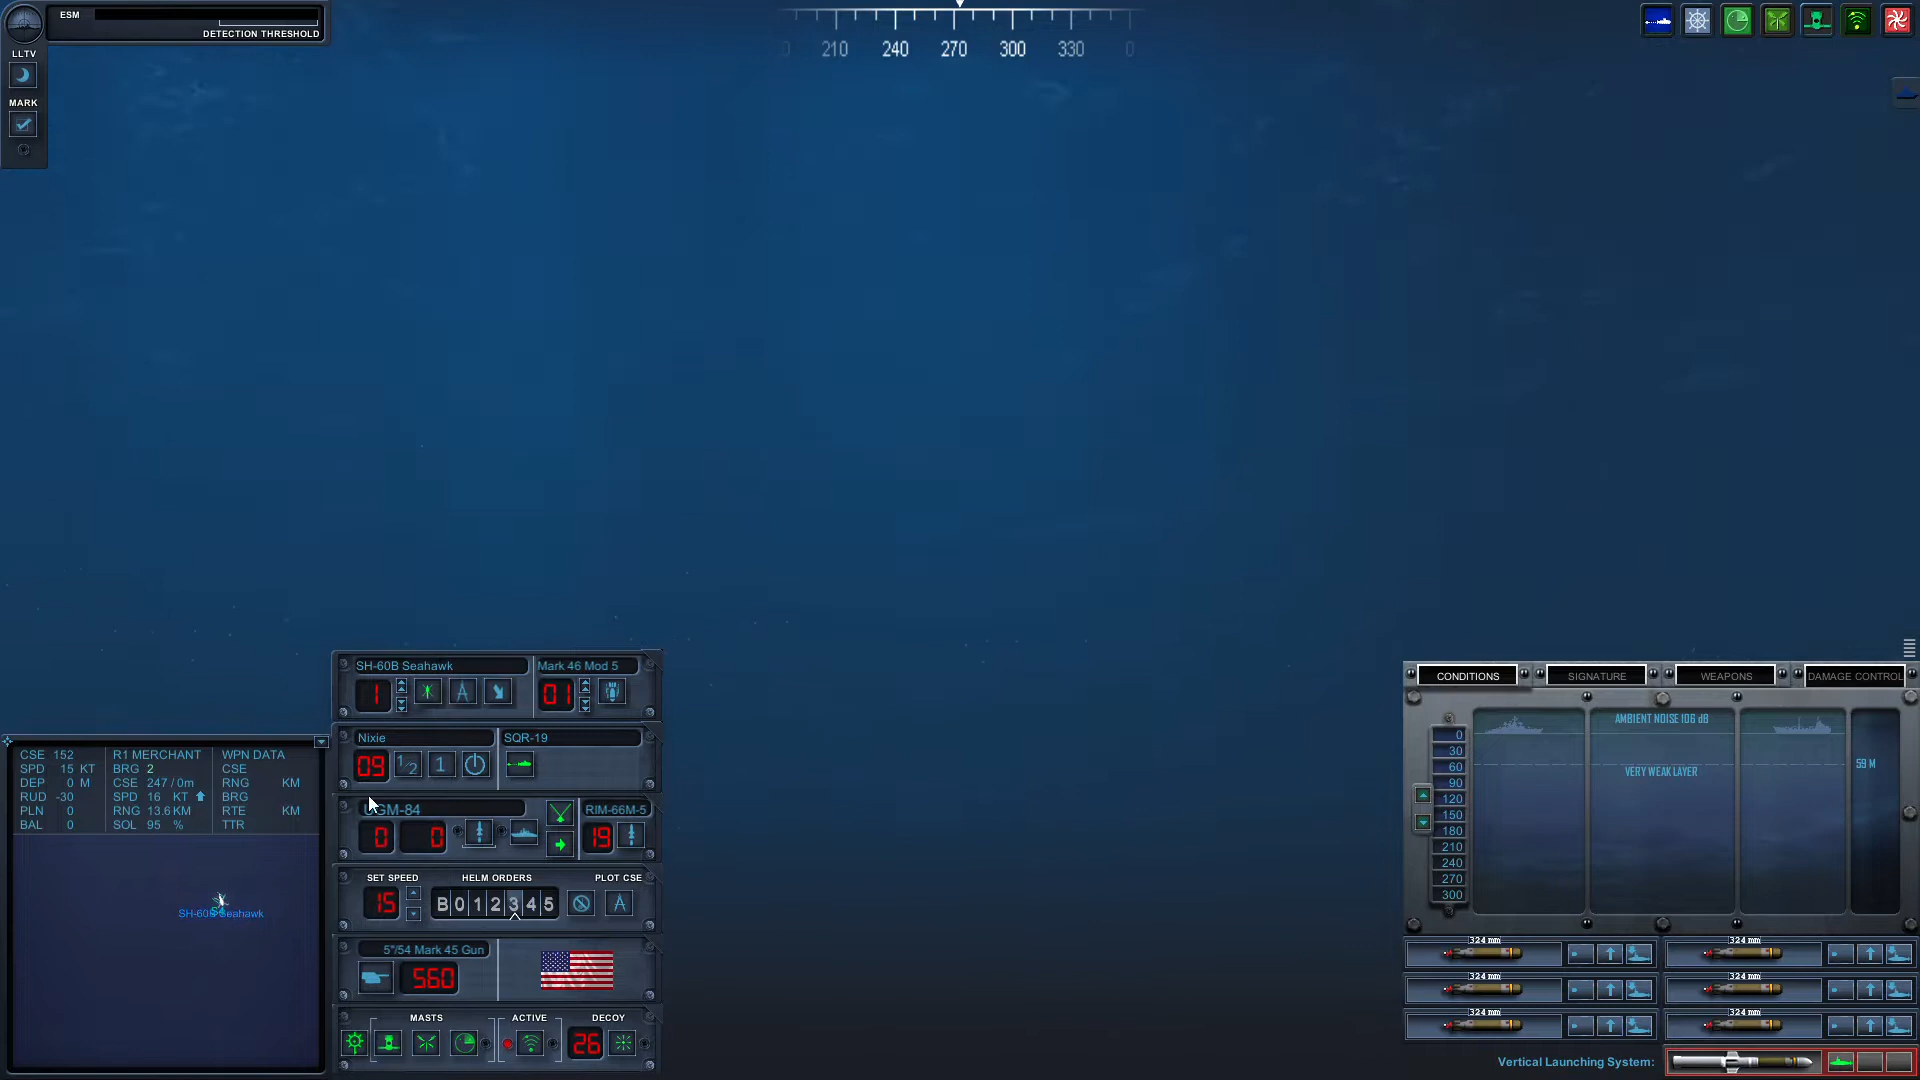 ESM
DETECTION THRESHOLD
LLTV
MARK
210 240 270 300 330 0
SH-60B Seahawk
Mark 46 Mod 5
1
01
Nixie
SQR-19
09
1/2
1
UGM-84
RIM-66M-5
0 0
19
SET SPEED
HELM ORDERS
PLOT CSE
15
B 0 1 2 3 4 5
5"/54 Mark 45 Gun
560
MASTS
ACTIVE
DECOY
26
CSE 152
SPD 15 KT
DEP 0 M
RUD -30
PLN 0
BAL 0
R1 MERCHANT
BRG 2
CSE 247 / 0m
SPD 16 KT
RNG 13.6 KM
SOL 95 %
WPN DATA
CSE
RNG KM
BRG
RTE KM
TTR
SH-60B Seahawk
CONDITIONS
SIGNATURE
WEAPONS
DAMAGE CONTROL
AMBIENT NOISE 106 dB
VERY WEAK LAYER
59 M
0
30
60
90
120
150
180
210
240
270
300
324 mm
324 mm
324 mm
324 mm
324 mm
324 mm
Vertical Launching System: